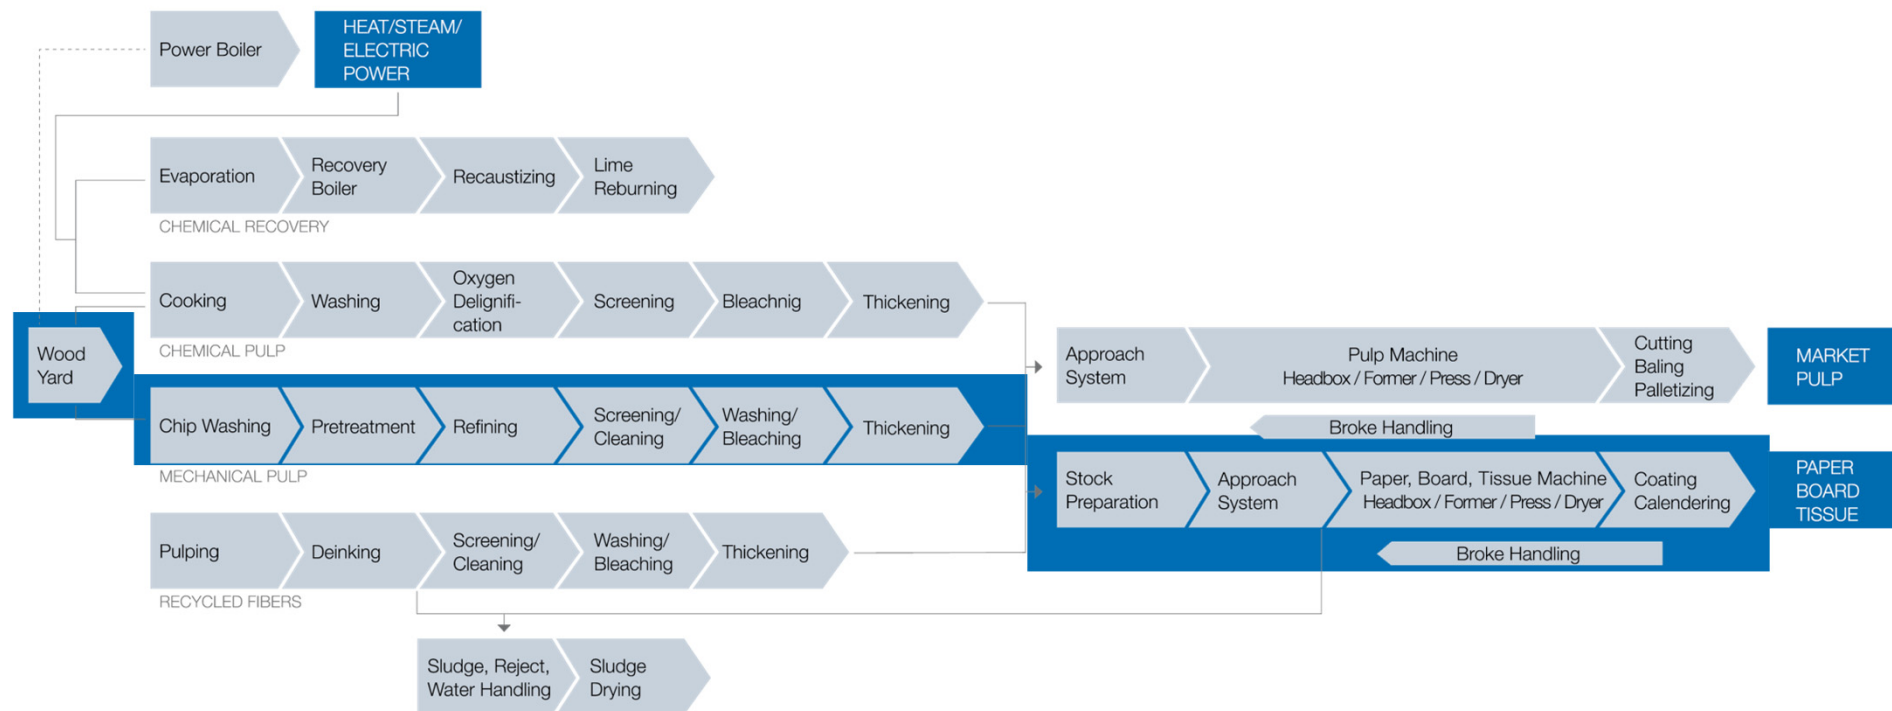 Power Boiler
HEAT/STEAM/
ELECTRIC
POWER
Evaporation
Recovery
Boiler
Recaustizing
Lime
Reburning
CHEMICAL RECOVERY
Cooking
Washing
Oxygen
Delignifi-
cation
Screening
Bleachnig
Thickening
CHEMICAL PULP
Wood
Yard
Chip Washing
Pretreatment
Refining
Screening/
Cleaning
Washing/
Bleaching
Thickening
MECHANICAL PULP
Pulping
Deinking
Screening/
Cleaning
Washing/
Bleaching
Thickening
RECYCLED FIBERS
Sludge, Reject,
Water Handling
Sludge
Drying
Approach
System
Pulp Machine
Headbox / Former / Press / Dryer
Cutting
Baling
Palletizing
MARKET
PULP
Broke Handling
Stock
Preparation
Approach
System
Paper, Board, Tissue Machine
Headbox / Former / Press / Dryer
Coating
Calendering
PAPER
BOARD
TISSUE
Broke Handling